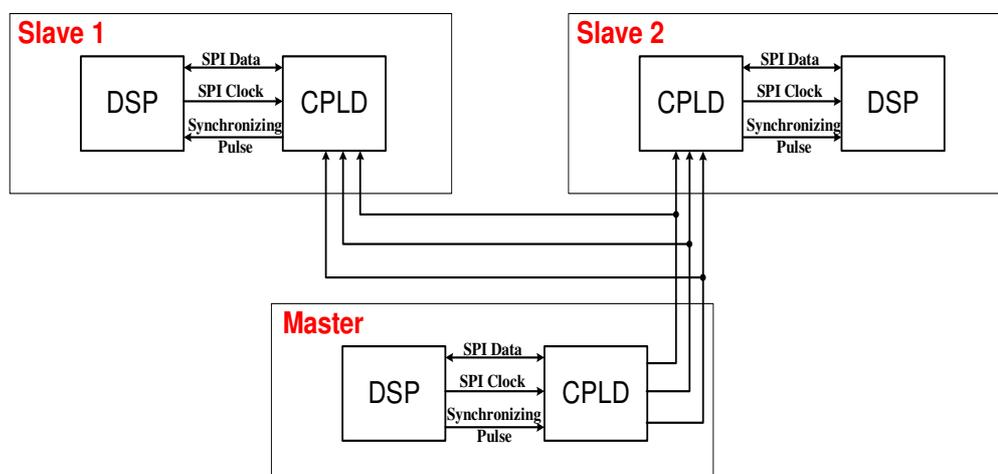 Slave 1
SPI Data
DSP
SPI Clock
CPLD
Synchronizing
Pulse
Slave 2
SPI Data
CPLD
SPI Clock
DSP
Synchronizing
Pulse
Master
SPI Data
DSP
SPI Clock
CPLD
Synchronizing
Pulse